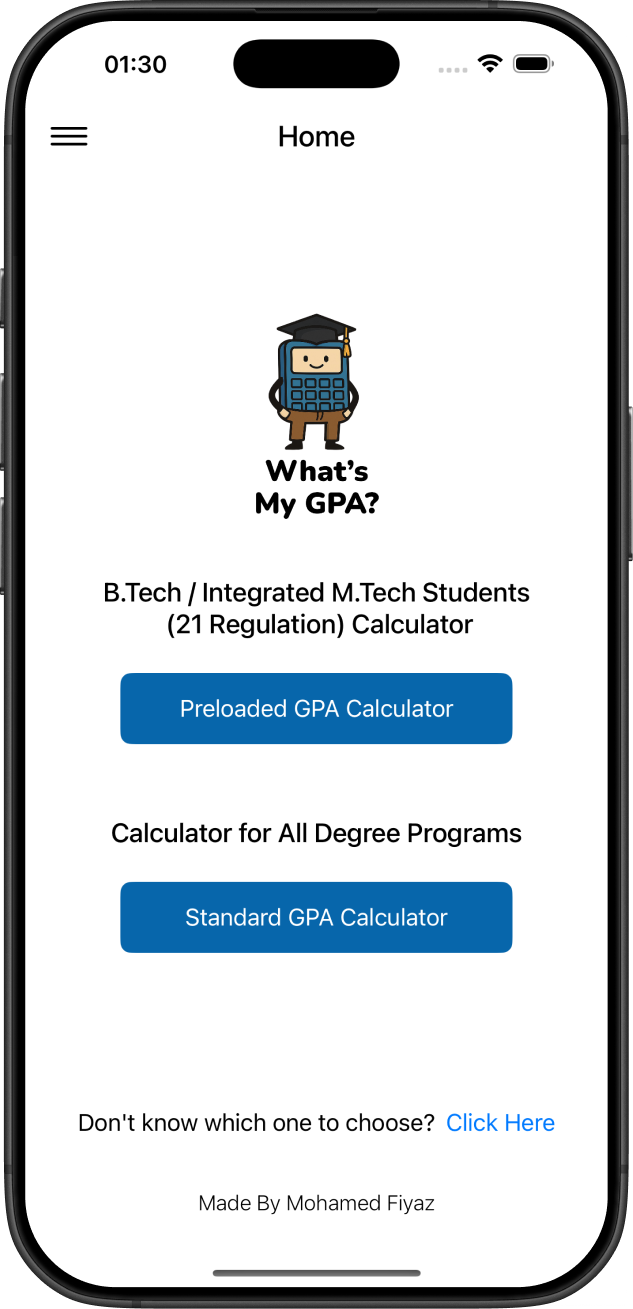 01:30
Home
What's
My GPA?
B.Tech / Integrated M.Tech Students
(21 Regulation) Calculator
Preloaded GPA Calculator
Calculator for All Degree Programs
Standard GPA Calculator
Don't know which one to choose? Click Here
Made By Mohamed Fiyaz